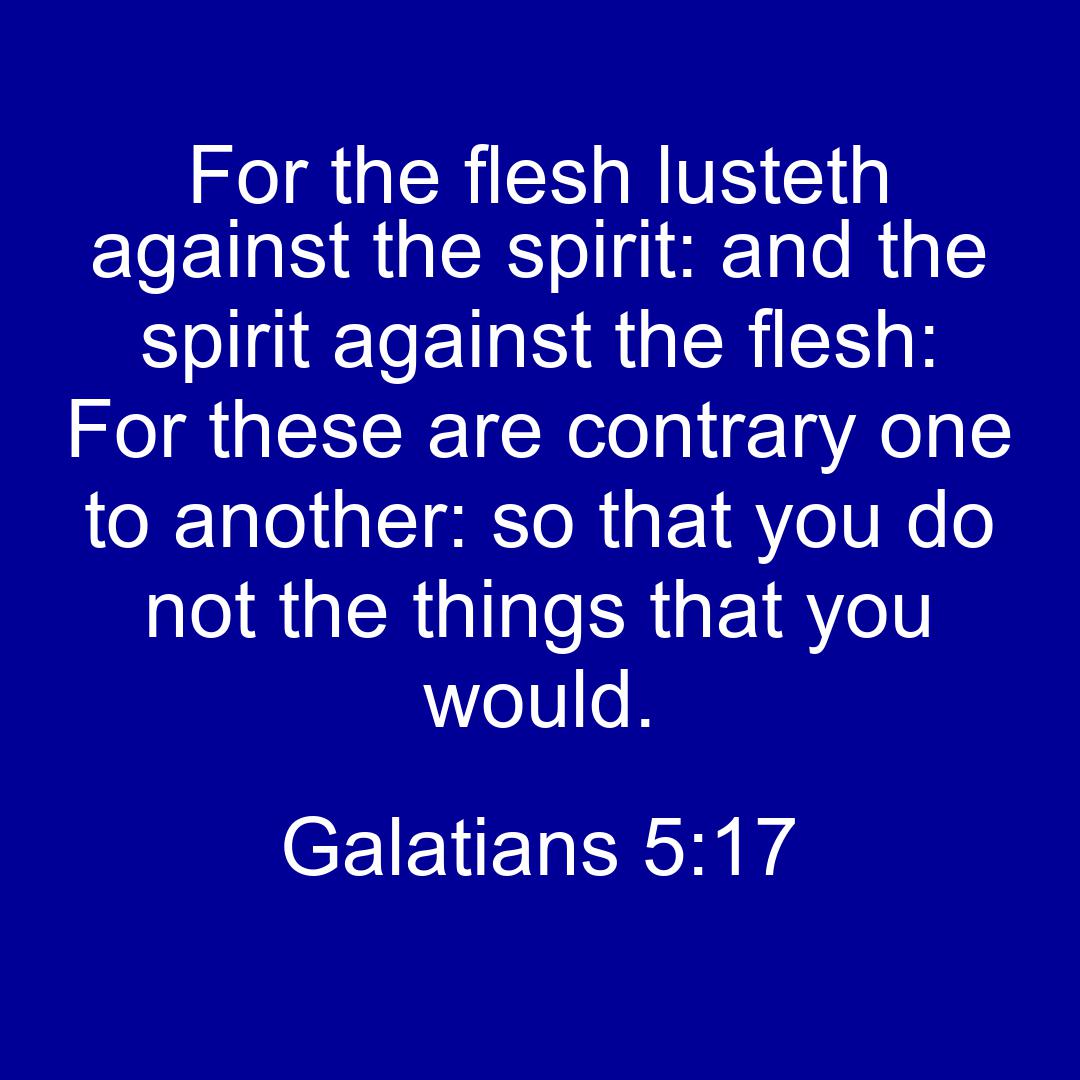 For the flesh lusteth
against the spirit: and the
spirit against the flesh:
For these are contrary one
to another: so that you do
not the things that you
would.
Galatians 5:17